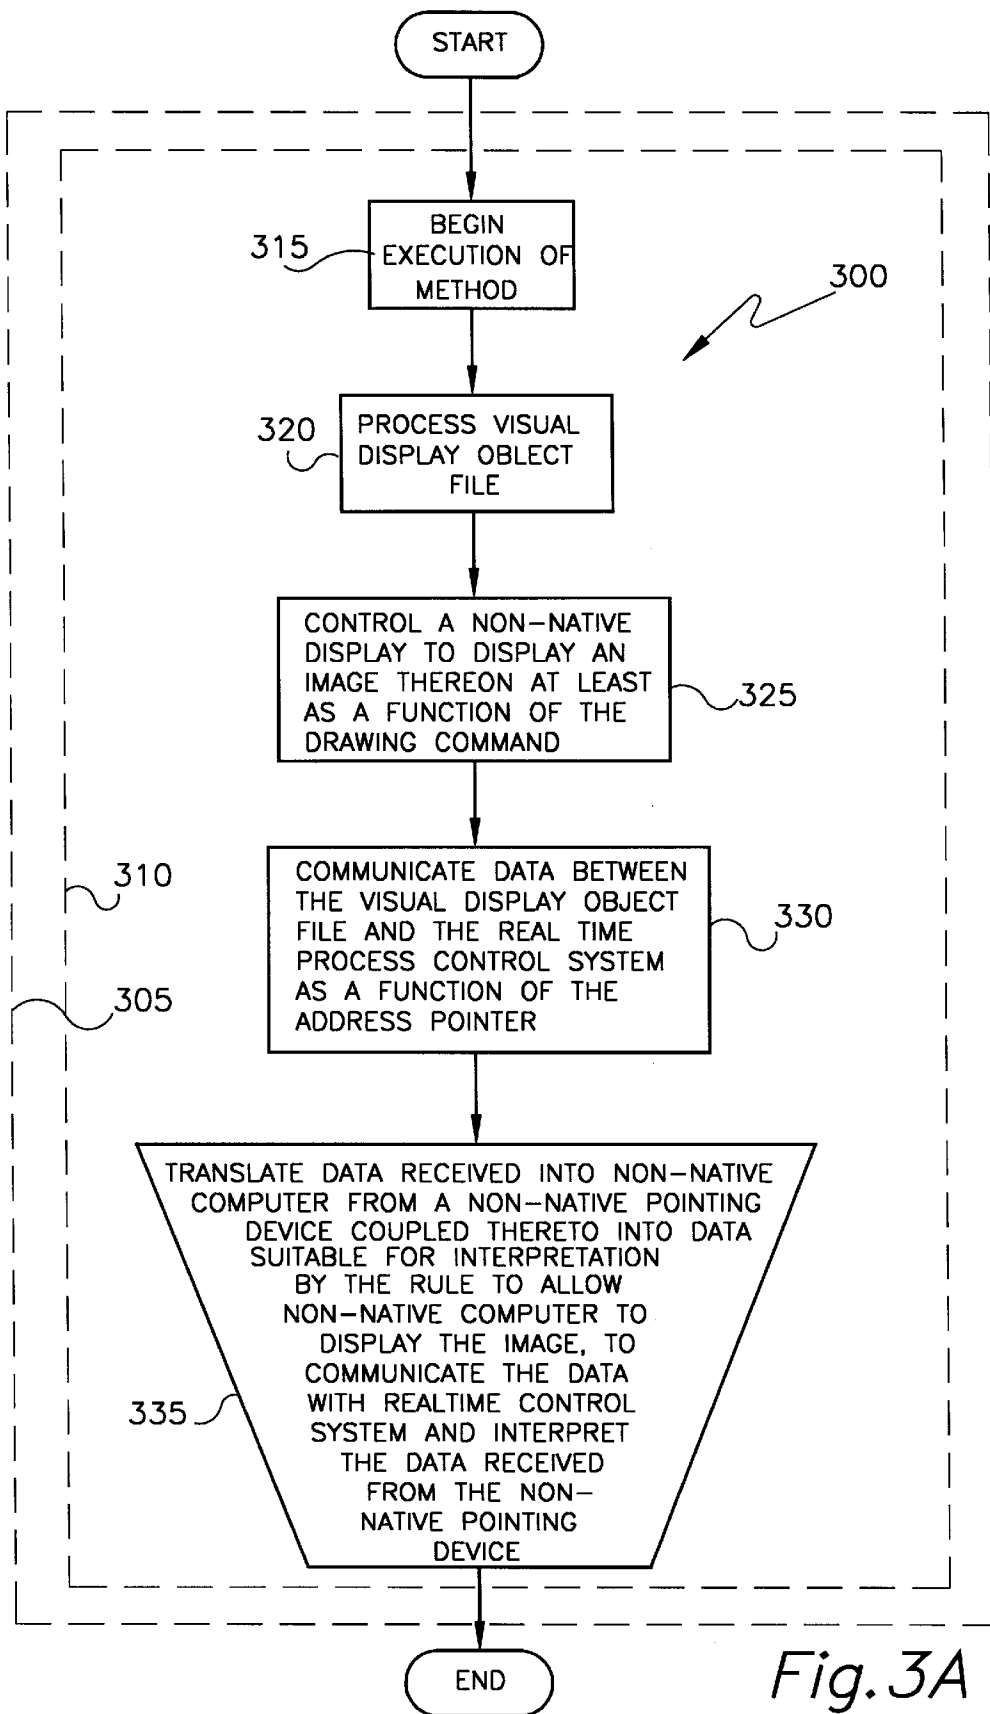 START
BEGIN
315
EXECUTION OF
METHOD
300
320
PROCESS VISUAL
DISPLAY OBLECT
FILE
CONTROL A NON-NATIVE
DISPLAY TO DISPLAY AN
IMAGE THEREON AT LEAST
AS A FUNCTION OF THE
DRAWING COMMAND
325
310
COMMUNICATE DATA BETWEEN
THE VISUAL DISPLAY OBJECT
FILE AND THE REAL TIME
PROCESS CONTROL SYSTEM
AS A FUNCTION OF THE
ADDRESS POINTER
330
305
TRANSLATE DATA RECEIVED INTO NON-NATIVE
COMPUTER FROM A NON-NATIVE POINTING
DEVICE COUPLED THERETO INTO DATA
SUITABLE FOR INTERPRETATION
BY THE RULE TO ALLOW
NON-NATIVE COMPUTER TO
DISPLAY THE IMAGE, TO
COMMUNICATE THE DATA
WITH REALTIME CONTROL
SYSTEM AND INTERPRET
THE DATA RECEIVED
FROM THE NON-
NATIVE POINTING
DEVICE
335
END
Fig.3A